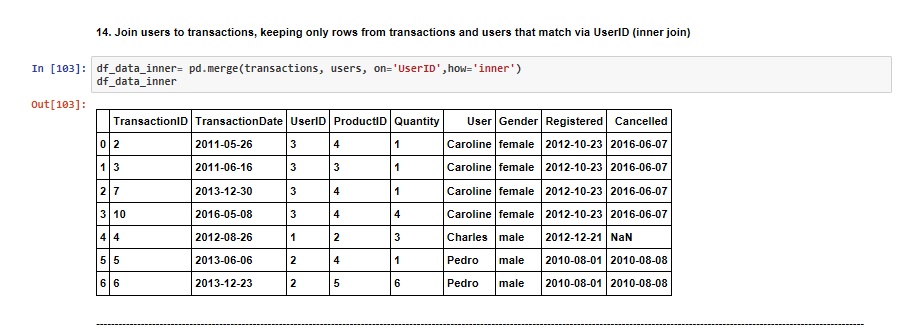 14. Join users to transactions, keeping only rows from transactions and users that match via UserID (inner join)
In [103]: df_data_inner= pd.merge(transactions, users, on='UserID',how='inner')
df_data_inner
Out[103]:
TransactionID TransactionDate UserID ProductID Quantity User Gender Registered Cancelled
0 2 2011-05-26 3 4 1 Caroline female 2012-10-23 2016-06-07
1 3 2011-06-16 3 3 1 Caroline female 2012-10-23 2016-06-07
2 7 2013-12-30 3 4 1 Caroline female 2012-10-23 2016-06-07
3 10 2016-05-08 3 4 4 Caroline female 2012-10-23 2016-06-07
4 4 2012-08-26 1 2 3 Charles male 2012-12-21 NaN
5 5 2013-06-06 2 4 1 Pedro male 2010-08-01 2010-08-08
6 6 2013-12-23 2 5 6 Pedro male 2010-08-01 2010-08-08